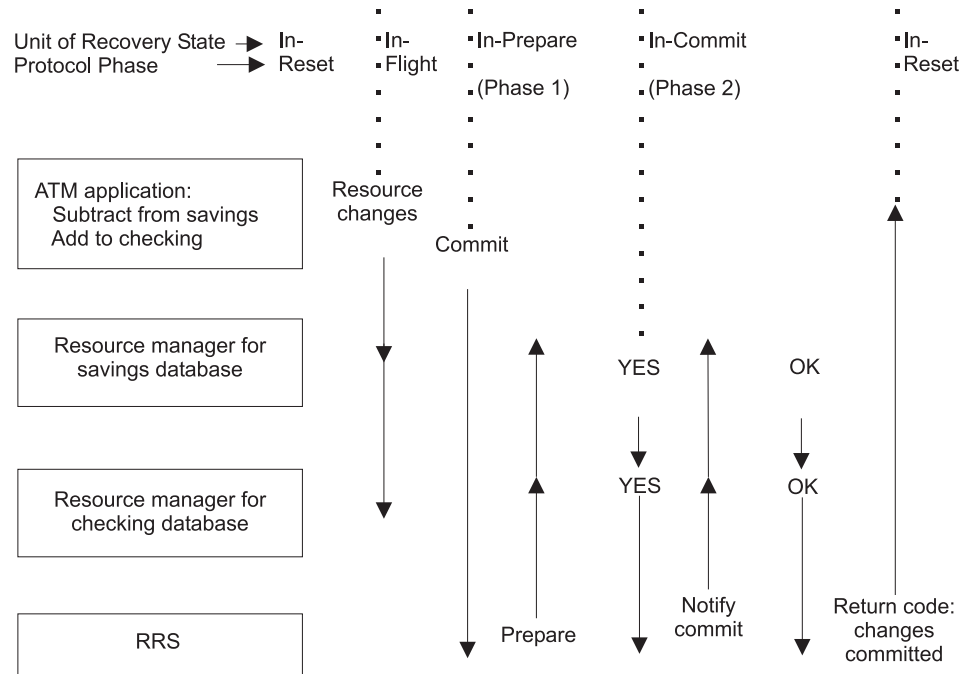 Unit of Recovery State
Protocol Phase
In-
Reset
In-
Flight
In-Prepare
(Phase 1)
In-Commit
(Phase 2)
In-
Reset
ATM application:
Subtract from savings
Add to checking
Resource
changes
Commit
Resource manager for
savings database
YES
OK
Resource manager for
checking database
YES
OK
RRS
Prepare
Notify
commit
Return code:
changes
committed